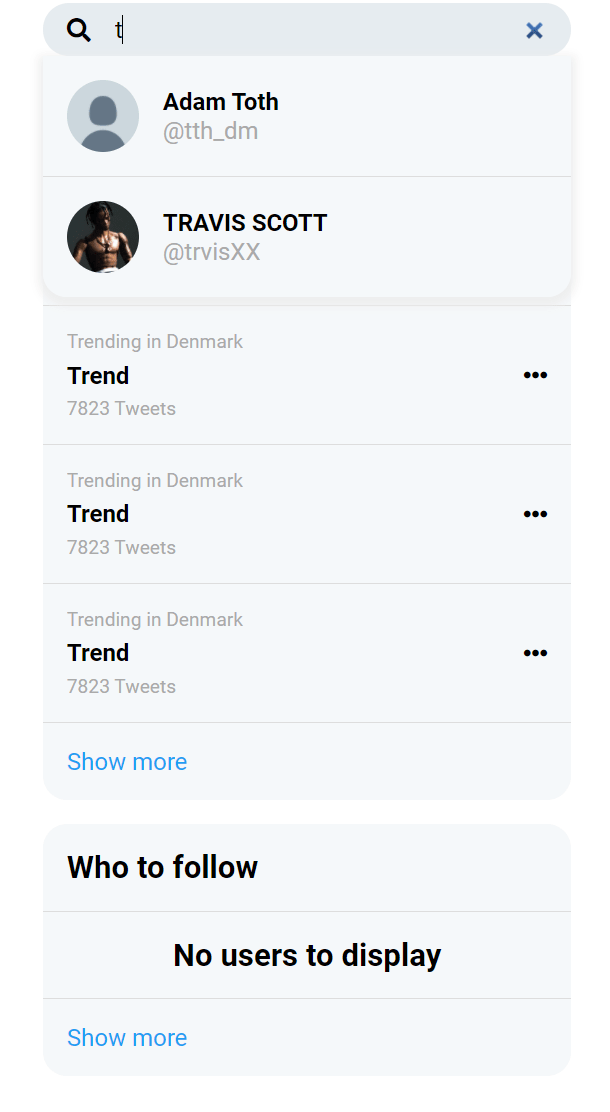 t
Adam Toth
@tth_dm
TRAVIS SCOTT
@trvisXX
Trending in Denmark
Trend
7823 Tweets
Trending in Denmark
Trend
7823 Tweets
Trending in Denmark
Trend
7823 Tweets
Show more
Who to follow
No users to display
Show more